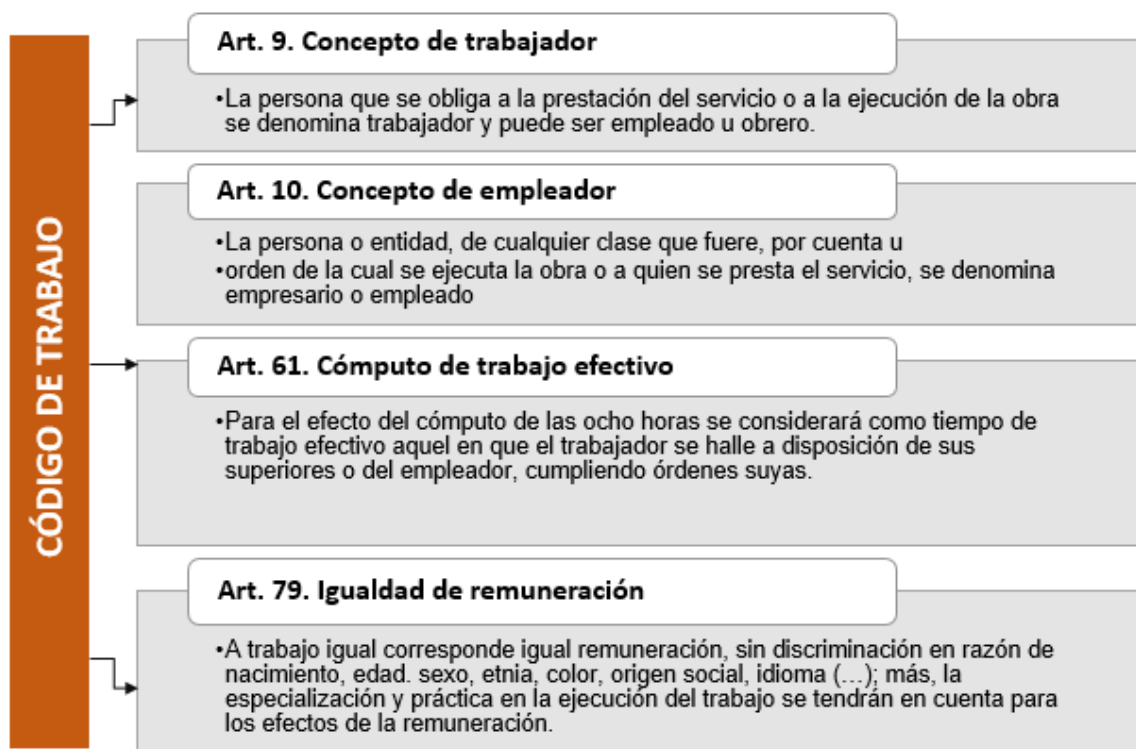 CÓDIGO DE TRABAJO
Art. 9. Concepto de trabajador
•La persona que se obliga a la prestación del servicio o a la ejecución de la obra
se denomina trabajador y puede ser empleado u obrero.
Art. 10. Concepto de empleador
•La persona o entidad, de cualquier clase que fuere, por cuenta u
•orden de la cual se ejecuta la obra o a quien se presta el servicio, se denomina
empresario o empleado
Art. 61. Cómputo de trabajo efectivo
•Para el efecto del cómputo de las ocho horas se considerará como tiempo de
trabajo efectivo aquel en que el trabajador se halle a disposición de sus
superiores o del empleador, cumpliendo órdenes suyas.
Art. 79. Igualdad de remuneración
•A trabajo igual corresponde igual remuneración, sin discriminación en razón de
nacimiento, edad. sexo, etnia, color, origen social, idioma (…); más, la
especialización y práctica en la ejecución del trabajo se tendrán en cuenta para
los efectos de la remuneración.